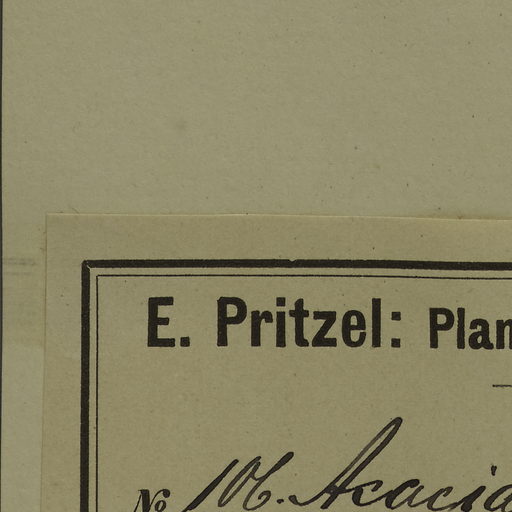 E. Pritzel: Plan
№ 106. Acacia